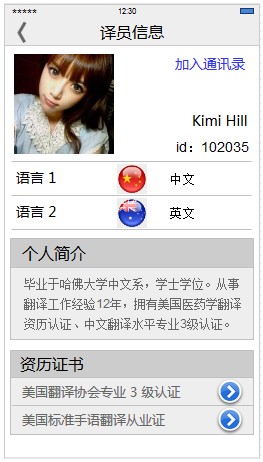 12:30
译员信息
加入通讯录
Kimi Hill
id：102035
语言 1 中文
语言 2 英文
个人简介
毕业于哈佛大学中文系，学士学位。从事
翻译工作经验12年，拥有美国医药学翻译
资历认证、中文翻译水平专业3级认证。
资历证书
美国翻译协会专业 3 级认证
美国标准手语翻译从业证